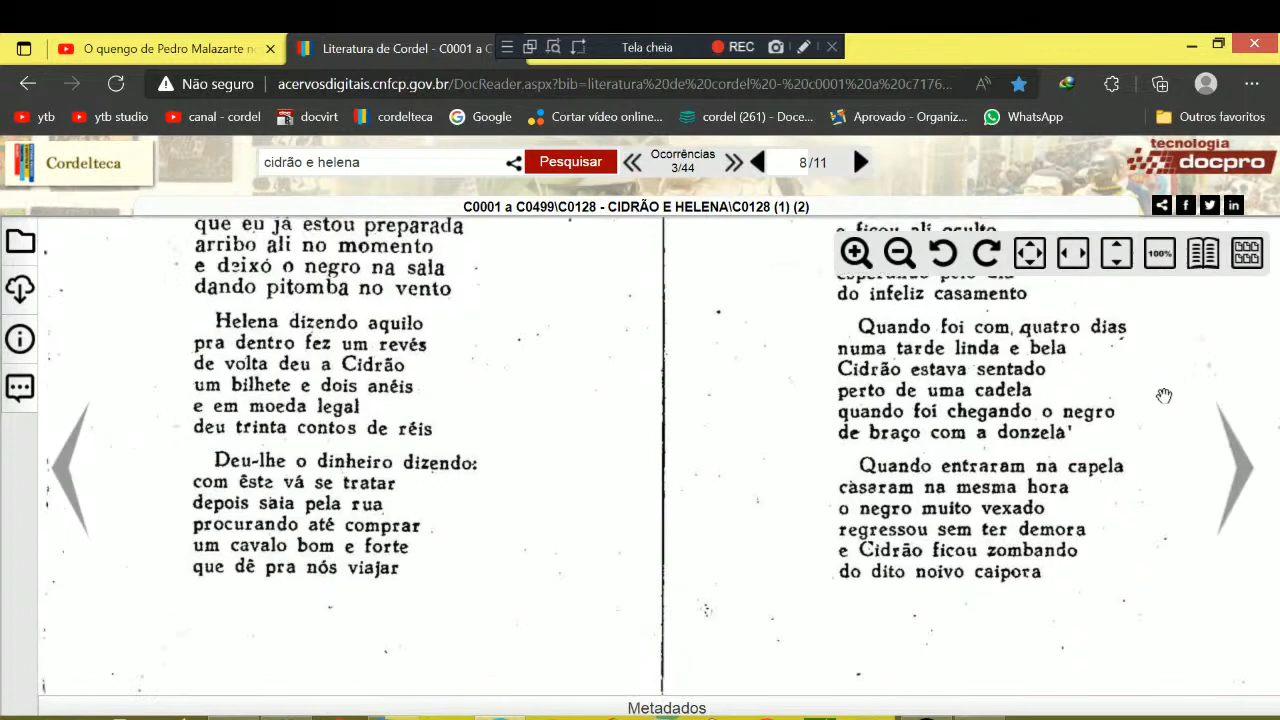 O quengo de Pedro Malazarte n
Literatura de Cordel - C0001 a C
Tela cheia
REC
Não seguro
acervosdigitais.cnfcp.gov.br/DocReader.aspx?bib=literatura%20de%20cordel%20-%20c0001%20a%20c7176...
ytb
ytb studio
canal - cordel
docvirt
cordelteca
Google
Cortar vídeo online...
cordel (261) - Doce...
Aprovado - Organiz...
WhatsApp
Outros favoritos
Cordelteca
cidrão e helena
Pesquisar
Ocorrências
3/44
8 /11
tecnologia
docpro
C0001 a C0499\C0128 - CIDRÃO E HELENA\C0128 (1) (2)
que eu já estou preparada
arribo ali no momento
e deixo o negro na sala
dando pitomba no vento
Helena dizendo aquilo
pra dentro fez um revés
de volta deu a Cidrão
um bilhete e dois anéis
e em moeda legal
deu trinta contos de réis
Deu-lhe o dinheiro dizendo:
com êste vá se tratar
depois saia pela rua
procurando até comprar
um cavalo bom e forte
que dê pra nós viajar
e ficou ali oculto
100%
esperando pelo dia
do infeliz casamento
Quando foi com quatro dias
numa tarde linda e bela
Cidrão estava sentado
perto de uma cadela
quando foi chegando o negro
de braço com a donzela'
Quando entraram na capela
casaram na mesma hora
o negro muito vexado
regressou sem ter demora
e Cidrão ficou zombando
do dito noivo caipora
Metadados